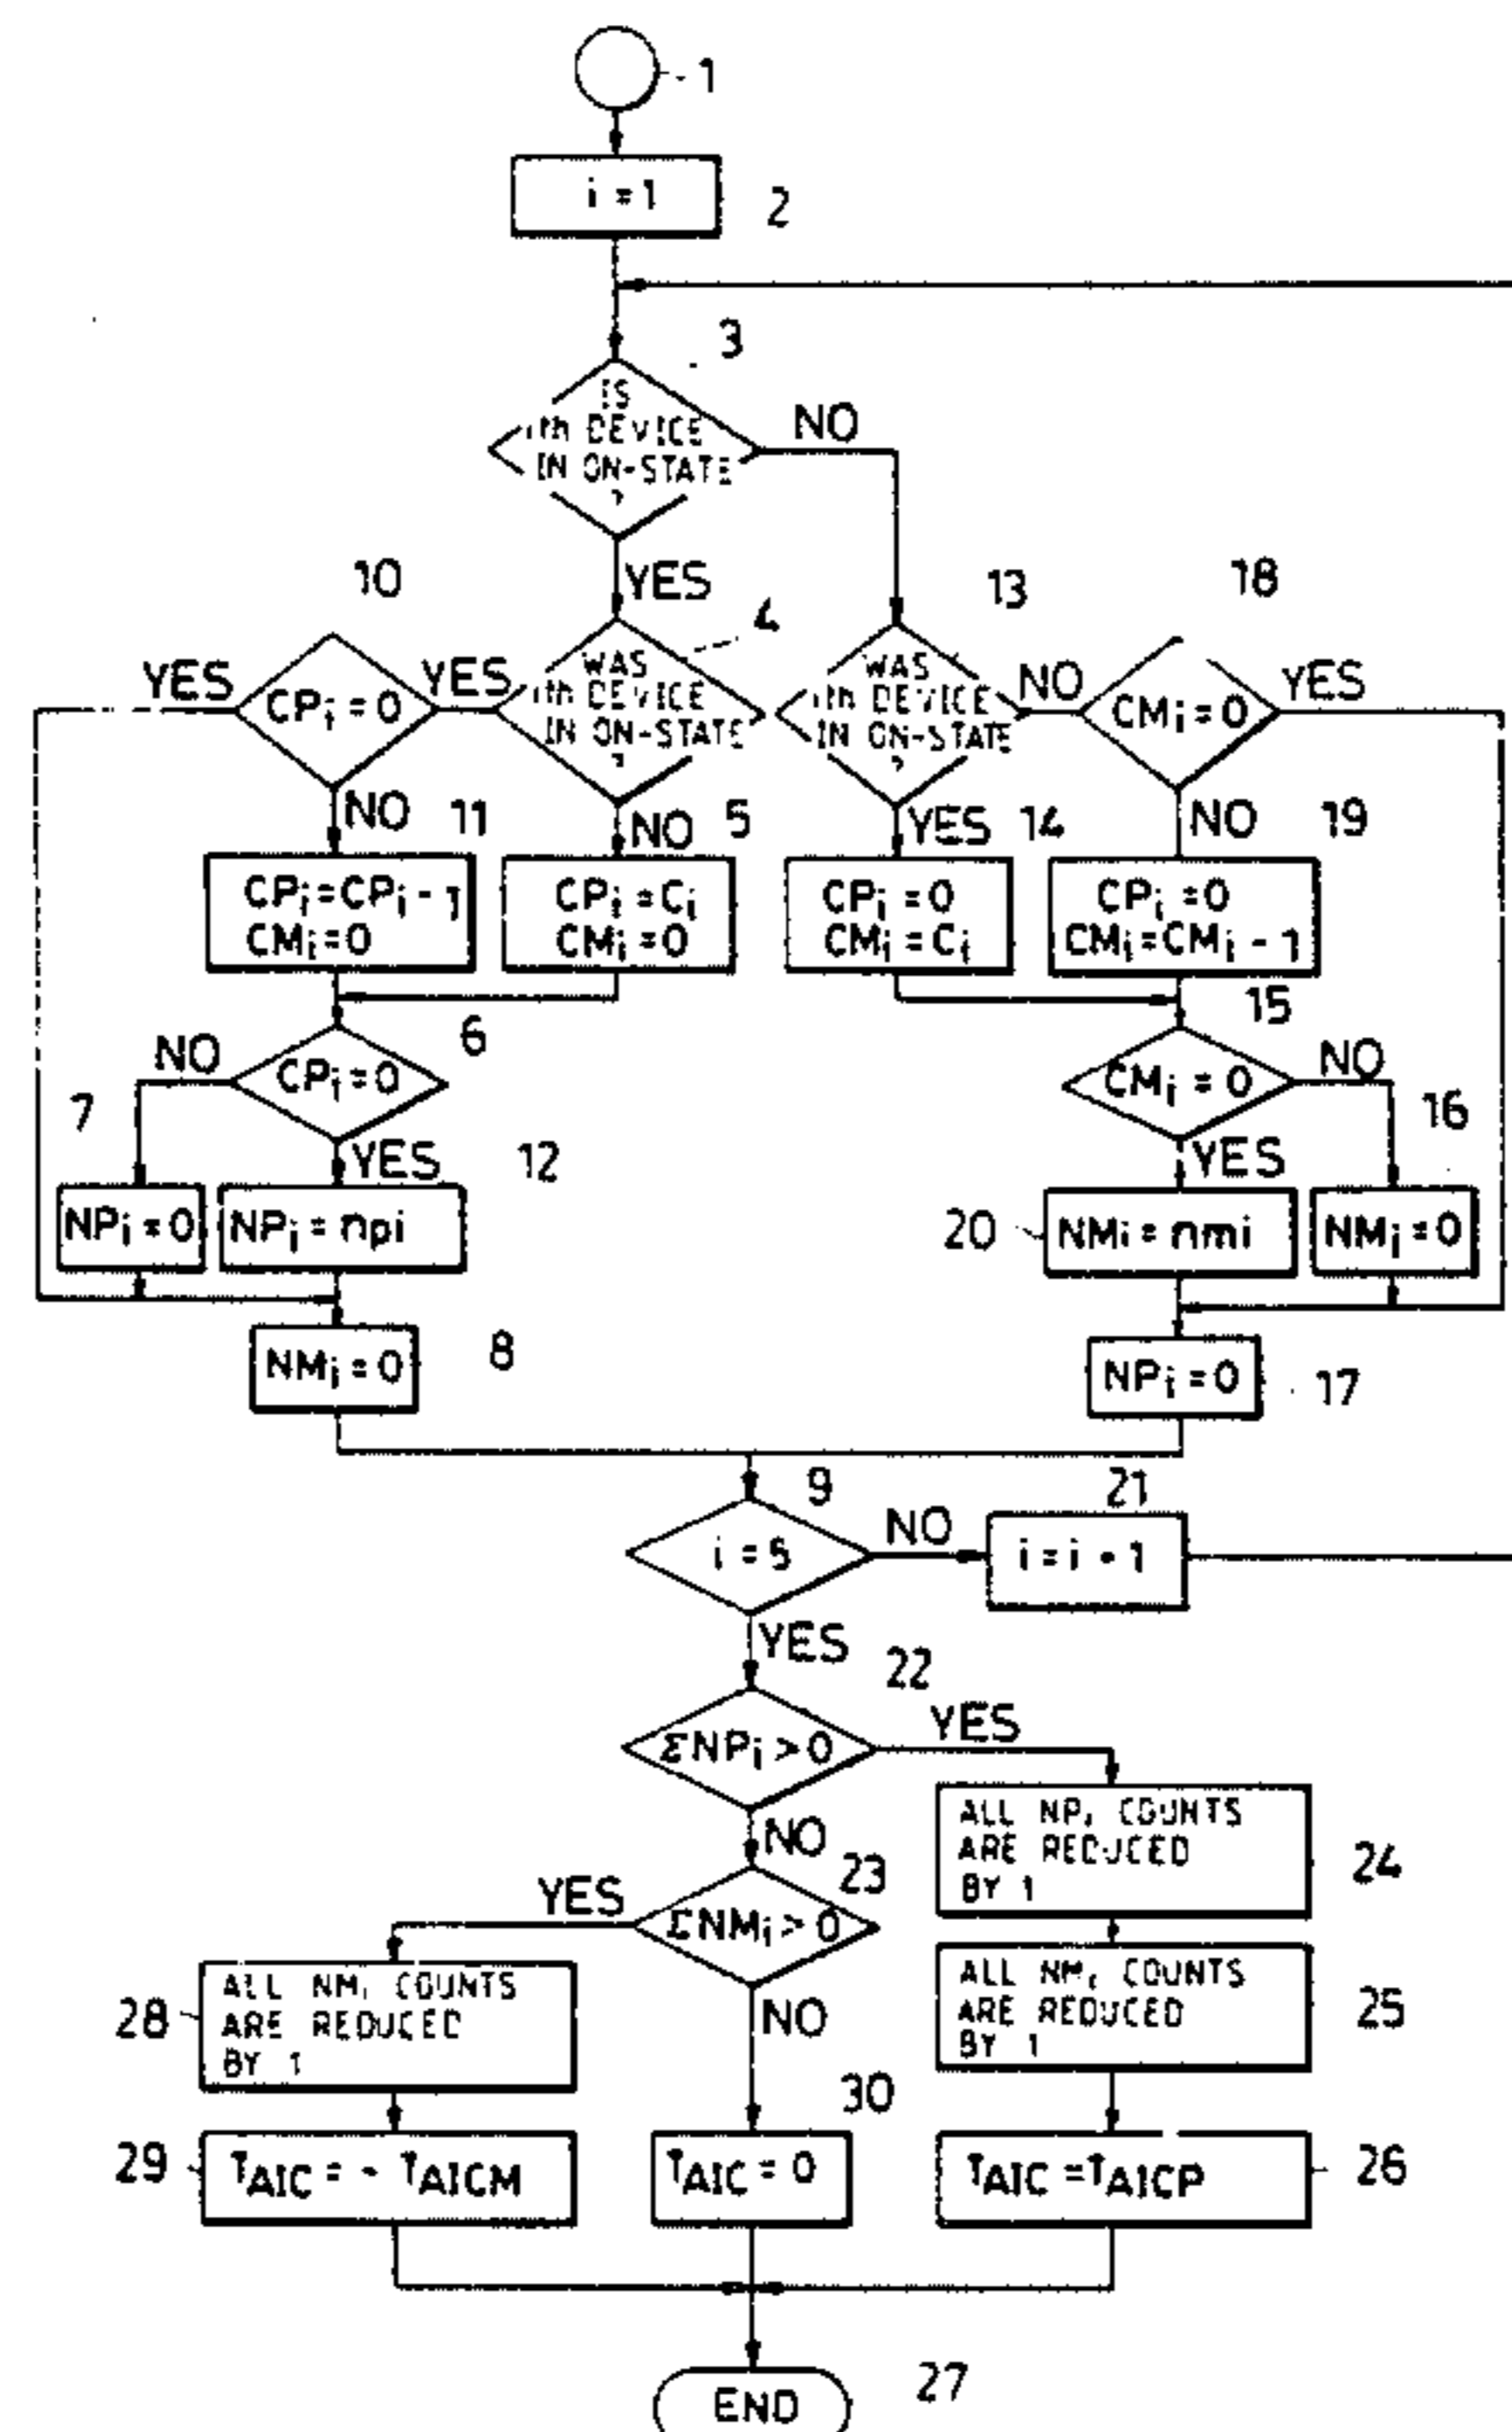 1
i = 1
2
3
IS
ith DEVICE
IN ON-STATE
?
NO
YES
10
4
13
18
YES
CPi = 0
YES
WAS
ith DEVICE
IN ON-STATE
?
WAS
ith DEVICE
IN ON-STATE
?
NO
CMi = 0
YES
NO
11
NO
5
YES
14
NO
19
CPi = CPi - 1
CMi = 0
CPi = Ci
CMi = 0
CPi = 0
CMi = Ci
CPi = 0
CMi = CMi - 1
6
15
NO
CPi = 0
CMi = 0
NO
7
YES
12
YES
16
NPi = 0
NPi = npi
20
NMi = nmi
NMi = 0
NMi = 0
8
NPi = 0
17
9
21
i = 5
NO
i = i - 1
YES
22
ΣNPi > 0
YES
NO
ALL NPi COUNTS
ARE REDUCED
BY 1
24
23
YES
ΣNMi > 0
28
ALL NMi COUNTS
ARE REDUCED
BY 1
NO
ALL NMi COUNTS
ARE REDUCED
BY 1
25
30
29
TAIC = - TAICM
TAIC = 0
TAIC = TAICP
26
27
END